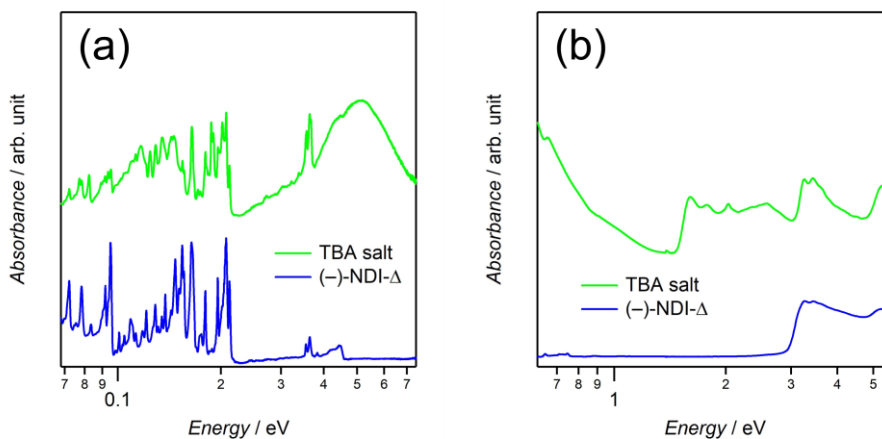 (a)
Absorbance / arb. unit
TBA salt
(−)-NDI-Δ
7 8 9 0.1 2 3 4 5 6 7
Energy / eV
(b)
Absorbance / arb. unit
TBA salt
(−)-NDI-Δ
7 8 9 1 2 3 4 5
Energy / eV